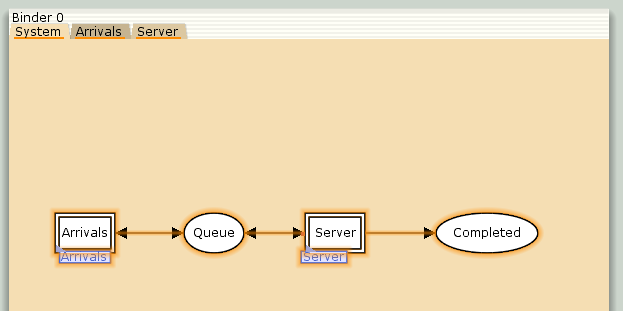 Binder 0
System Arrivals Server
Arrivals Queue Server Completed
Arrivals Server